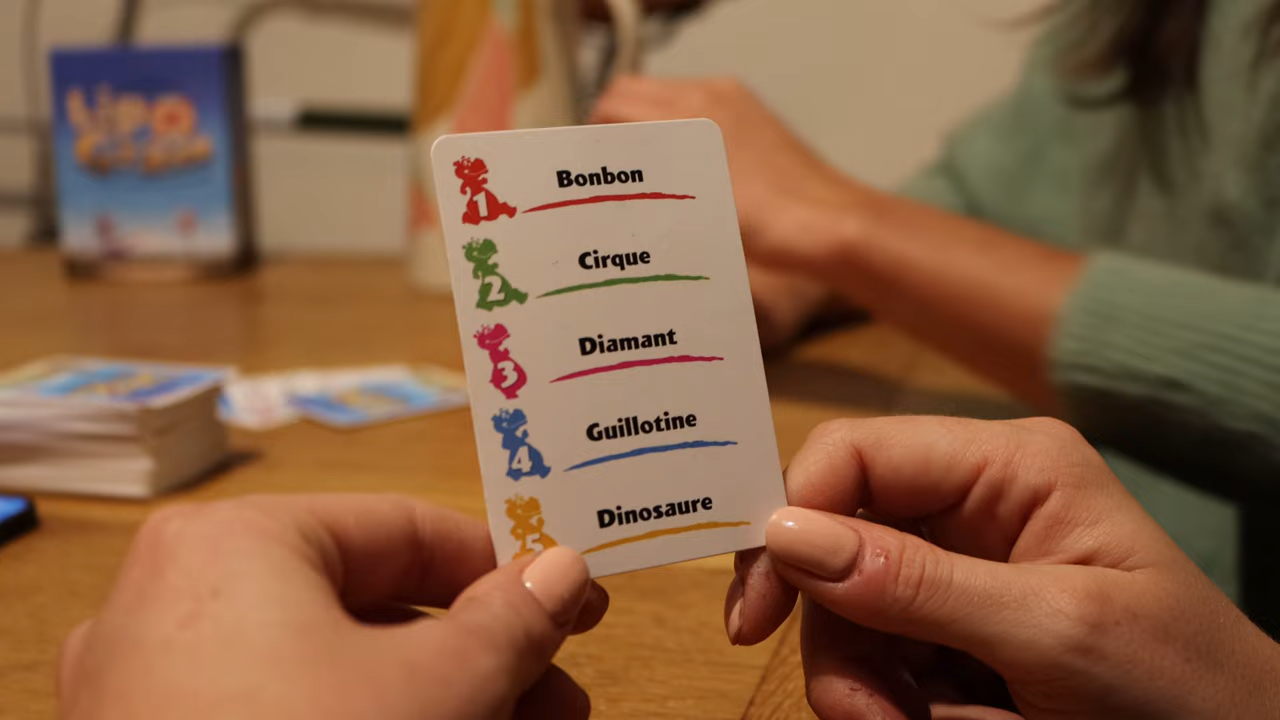 1 Bonbon
2 Cirque
3 Diamant
4 Guillotine
5 Dinosaure